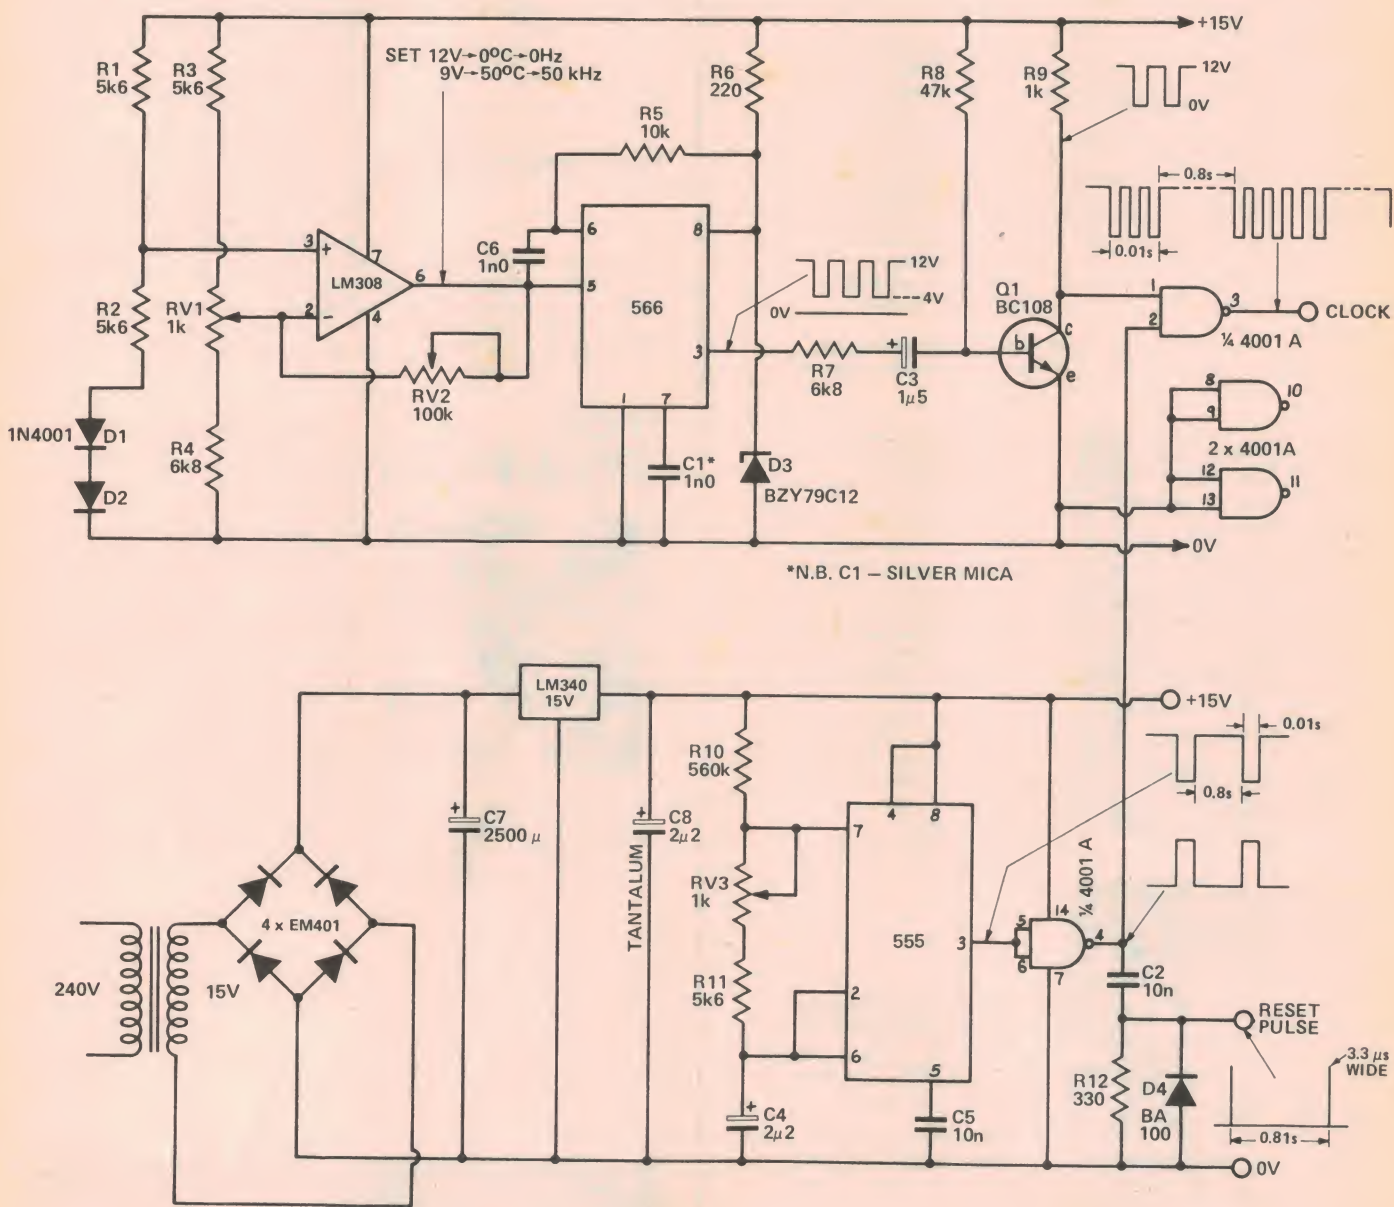 +15V
R1
5k6
R3
5k6
SET 12V→0°C→0Hz
9V→50°C→50 kHz
R6
220
R8
47k
R9
1k
12V
0V
R5
10k
0.8s
0.01s
3
+
7
LM308
6
2
−
4
C6
1n0
6
8
5
566
3
1
7
12V
4V
0V
Q1
BC108
b
c
e
1
2
3
CLOCK
¼ 4001 A
R2
5k6
RV1
1k
RV2
100k
R7
6k8
+
C3
1µ5
8
9
10
2 x 4001A
12
13
11
1N4001
D1
D2
R4
6k8
C1*
1n0
D3
BZY79C12
0V
*N.B. C1 – SILVER MICA
LM340
15V
+15V
0.01s
0.8s
R10
560k
+
C7
2500 µ
+
C8
2µ2
TANTALUM
4
8
7
RV3
1k
555
3
2
6
5
¼ 4001 A
14
5
6
4
7
4 x EM401
240V
15V
R11
5k6
C2
10n
RESET
PULSE
3.3 µs
WIDE
R12
330
D4
BA
100
+
C4
2µ2
C5
10n
0.81s
0V